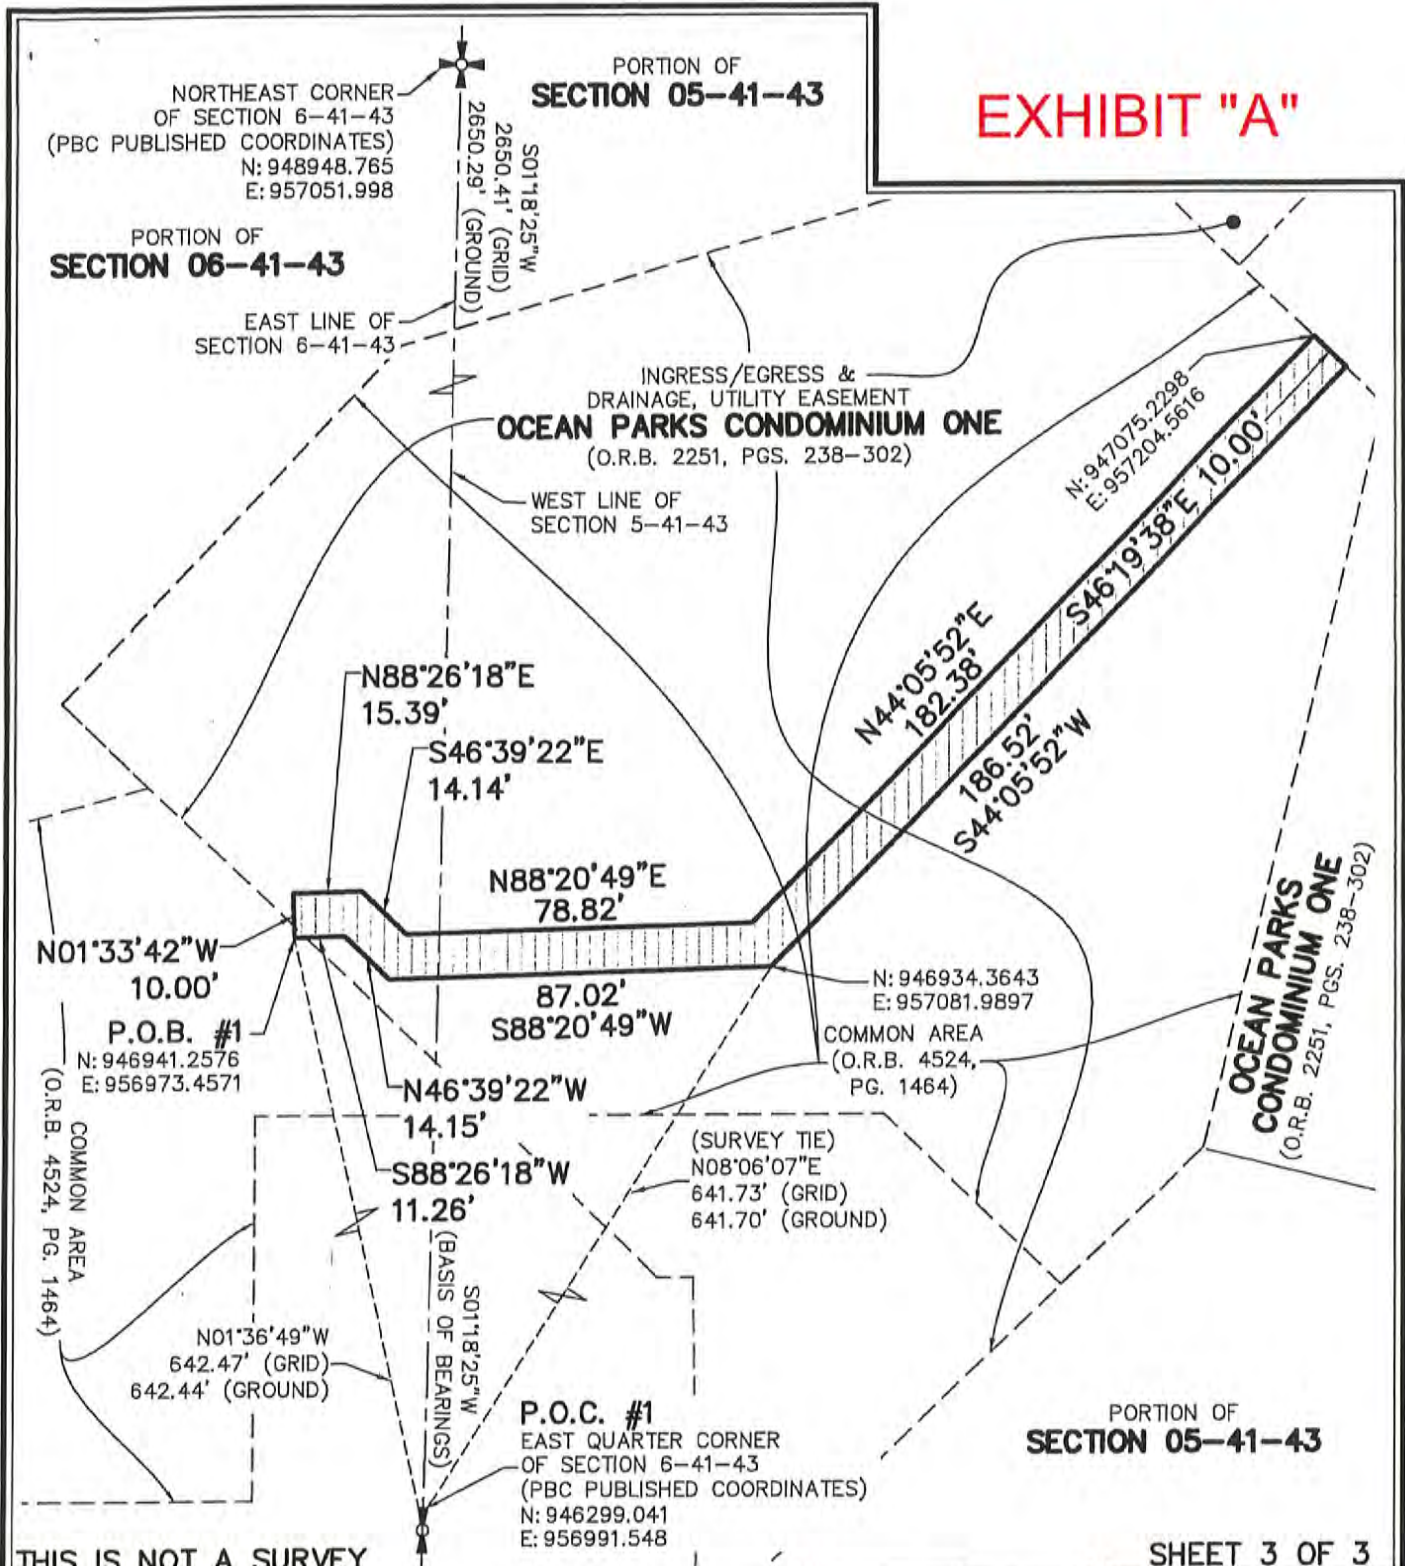 EXHIBIT "A"
NORTHEAST CORNER
OF SECTION 6-41-43
(PBC PUBLISHED COORDINATES)
N: 948948.765
E: 957051.998
PORTION OF
SECTION 05-41-43
S01°18'25"W
2650.41' (GRID)
2650.29' (GROUND)
PORTION OF
SECTION 06-41-43
EAST LINE OF
SECTION 6-41-43
INGRESS/EGRESS &
DRAINAGE, UTILITY EASEMENT
OCEAN PARKS CONDOMINIUM ONE
(O.R.B. 2251, PGS. 238-302)
WEST LINE OF
SECTION 5-41-43
N: 947075.2298
E: 957204.5616
S46°19'38"E 10.00'
N44°05'52"E
182.38'
186.52'
S44°05'52"W
N88°26'18"E
15.39'
S46°39'22"E
14.14'
N88°20'49"E
78.82'
87.02'
S88°20'49"W
N01°33'42"W
10.00'
P.O.B. #1
N: 946941.2576
E: 956973.4571
N: 946934.3643
E: 957081.9897
COMMON AREA
(O.R.B. 4524,
PG. 1464)
OCEAN PARKS
CONDOMINIUM ONE
(O.R.B. 2251, PGS. 238-302)
N46°39'22"W
14.15'
S88°26'18"W
11.26'
COMMON AREA
(O.R.B. 4524, PG. 1464)
(SURVEY TIE)
N08°06'07"E
641.73' (GRID)
641.70' (GROUND)
S01°18'25"W
(BASIS OF BEARINGS)
N01°36'49"W
642.47' (GRID)
642.44' (GROUND)
P.O.C. #1
EAST QUARTER CORNER
OF SECTION 6-41-43
(PBC PUBLISHED COORDINATES)
N: 946299.041
E: 956991.548
PORTION OF
SECTION 05-41-43
THIS IS NOT A SURVEY
SHEET 3 OF 3